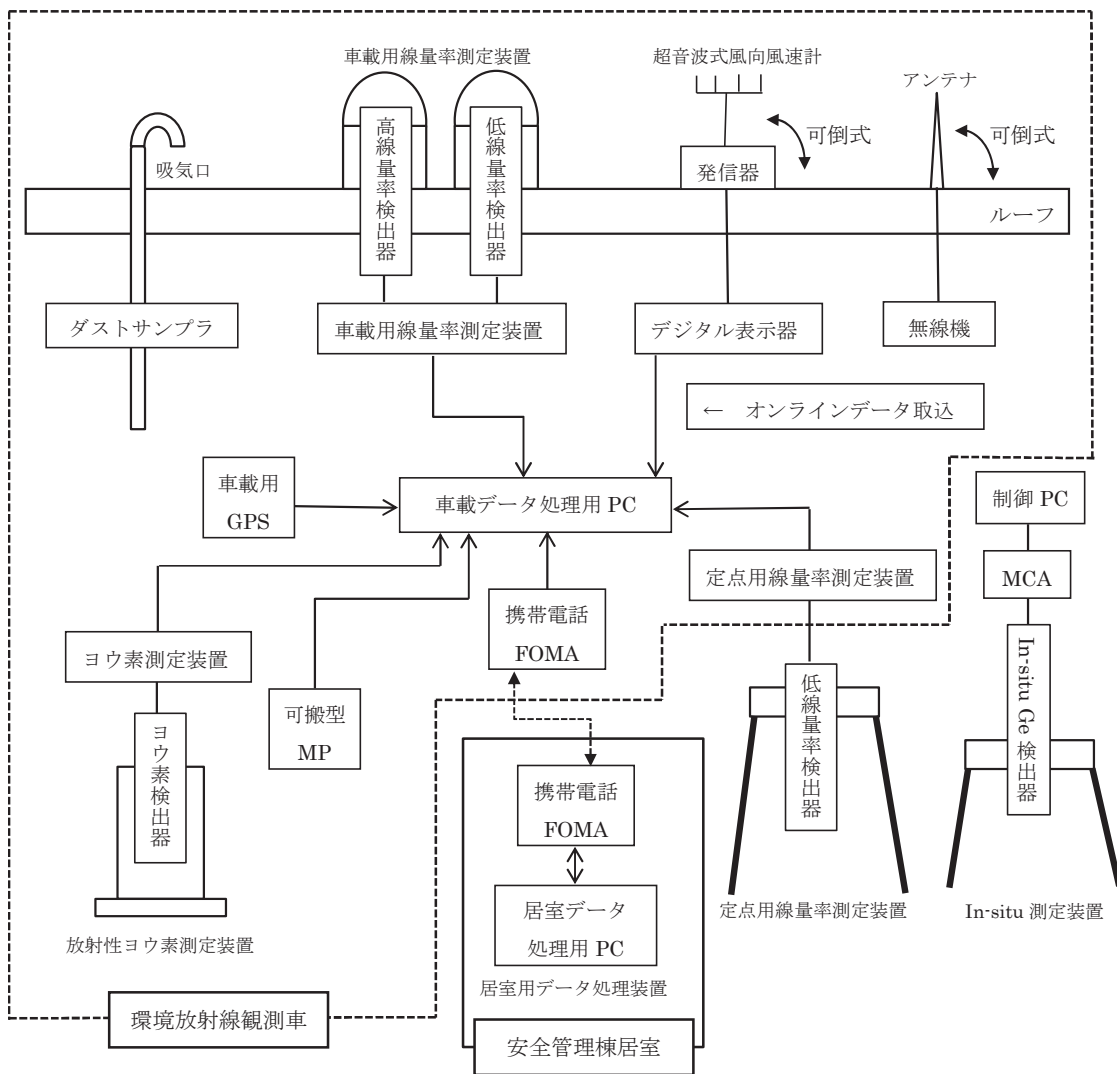 車載用線量率測定装置
超音波式風向風速計
アンテナ
高線量率検出器
低線量率検出器
可倒式
可倒式
吸気口
発信器
ルーフ
ダストサンプラ
車載用線量率測定装置
デジタル表示器
無線機
← オンラインデータ取込
車載用
GPS
車載データ処理用 PC
制御 PC
定点用線量率測定装置
MCA
携帯電話
FOMA
ヨウ素測定装置
In-situ Ge 検出器
低線量率検出器
可搬型
MP
ヨウ素検出器
携帯電話
FOMA
居室データ
処理用 PC
定点用線量率測定装置
In-situ 測定装置
放射性ヨウ素測定装置
居室用データ処理装置
環境放射線観測車
安全管理棟居室